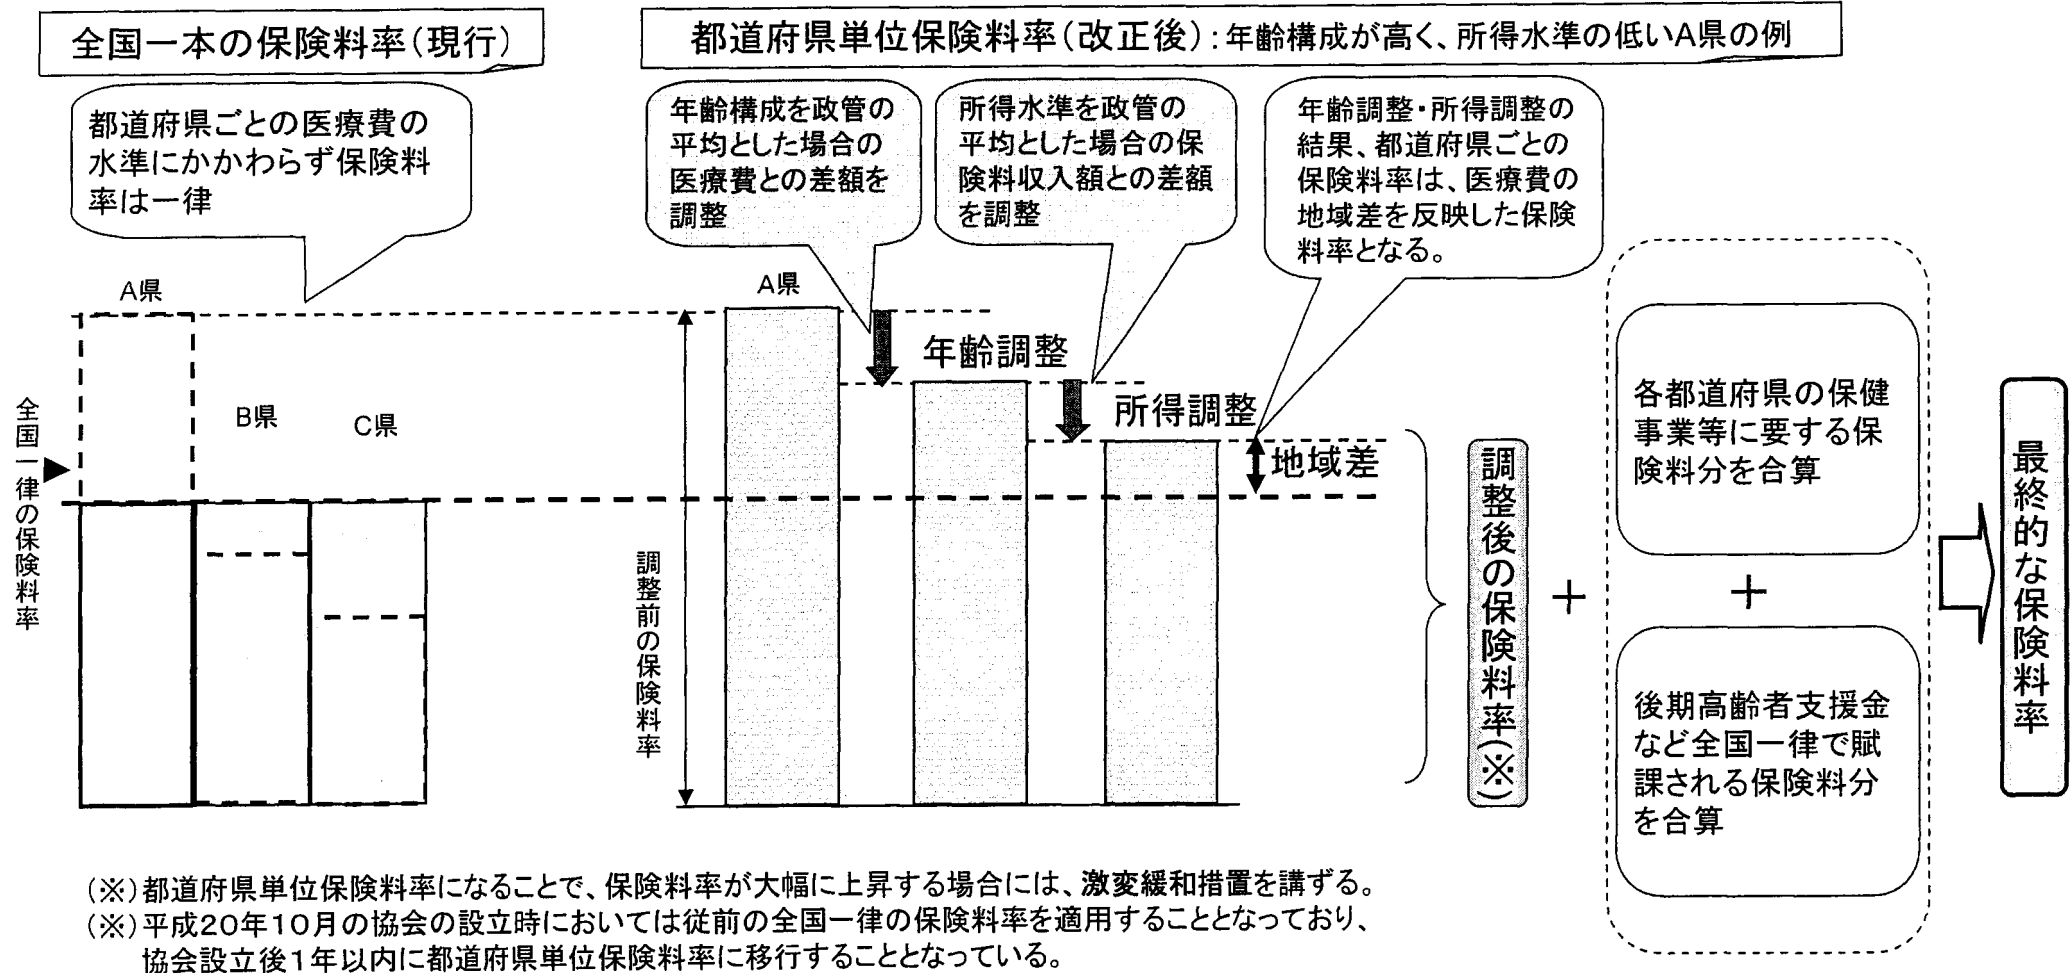 全国一本の保険料率(現行)
都道府県ごとの医療費の
水準にかかわらず保険料
率は一律
A県
B県
C県
全国一律の保険料率
都道府県単位保険料率(改正後):年齢構成が高く、所得水準の低いA県の例
年齢構成を政管の
平均とした場合の
医療費との差額を
調整
所得水準を政管の
平均とした場合の保
険料収入額との差額
を調整
年齢調整・所得調整の
結果、都道府県ごとの
保険料率は、医療費の
地域差を反映した保険
料率となる。
A県
年齢調整
所得調整
地域差
調整前の保険料率
調整後の保険料率(※)
+
各都道府県の保健
事業等に要する保
険料分を合算
+
後期高齢者支援金
など全国一律で賦
課される保険料分
を合算
最終的な保険料率
(※)都道府県単位保険料率になることで、保険料率が大幅に上昇する場合には、激変緩和措置を講ずる。
(※)平成20年10月の協会の設立時においては従前の全国一律の保険料率を適用することとなっており、
協会設立後1年以内に都道府県単位保険料率に移行することとなっている。